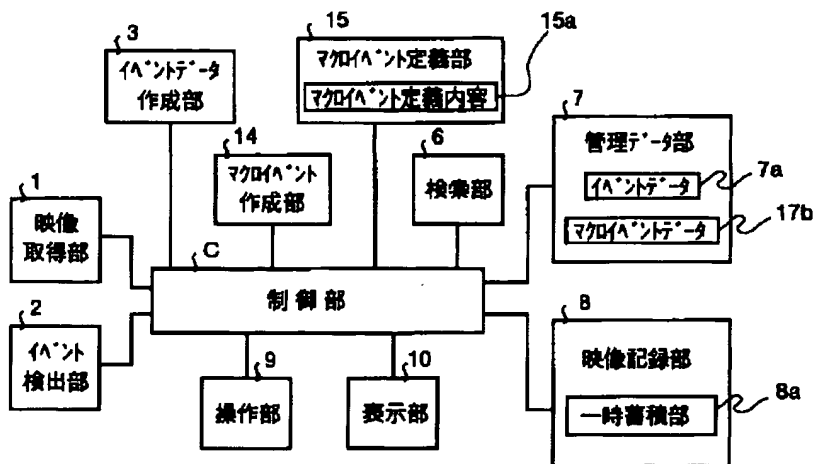 3
イベントデータ
作成部
15
マクロイベント定義部
マクロイベント定義内容
15a
14
マクロイベント
作成部
6
検索部
7
管理データ部
イベントデータ
7a
マクロイベントデータ
17b
1
映像
取得部
C
制御部
2
イベント
検出部
9
操作部
10
表示部
8
映像記録部
一時蓄積部
8a